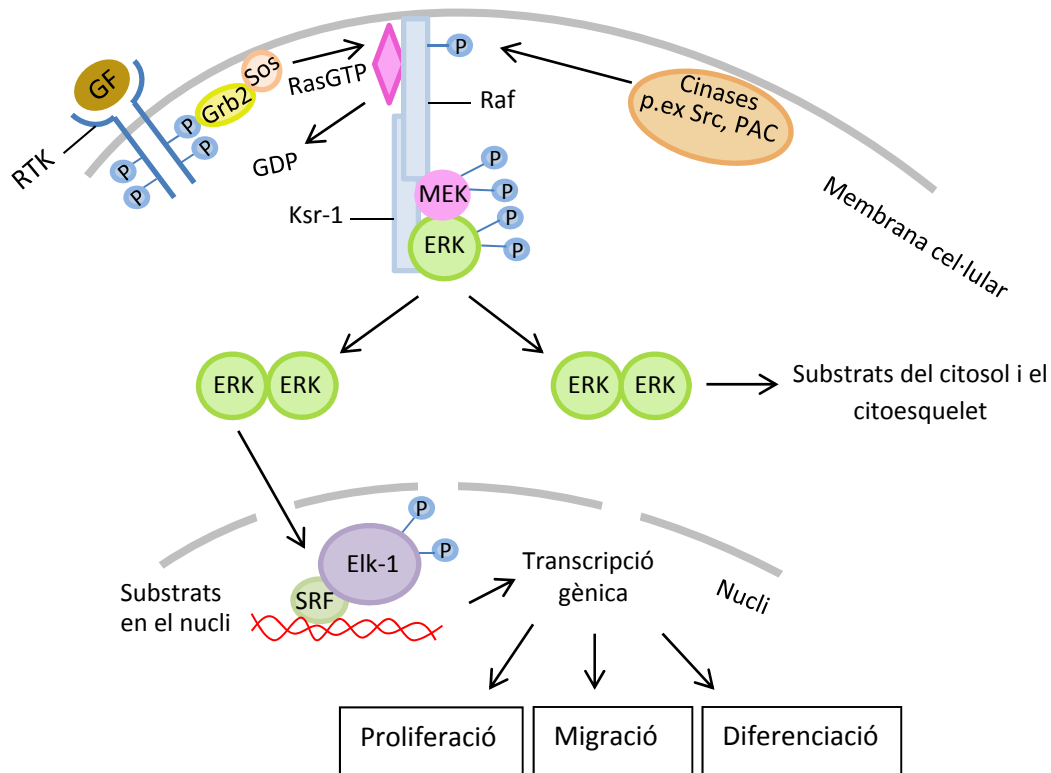 GF
RTK
P
P
P
P
Grb2
Sos
RasGTP
GDP
P
Raf
Cinases
p.ex Src, PAC
Membrana cel·lular
Ksr-1
MEK
P
P
ERK
P
P
ERK ERK
ERK ERK
Substrats del citosol i el
citoesquelet
Elk-1
P
P
SRF
Substrats
en el nucli
Transcripció
gènica
Nucli
Proliferació
Migració
Diferenciació